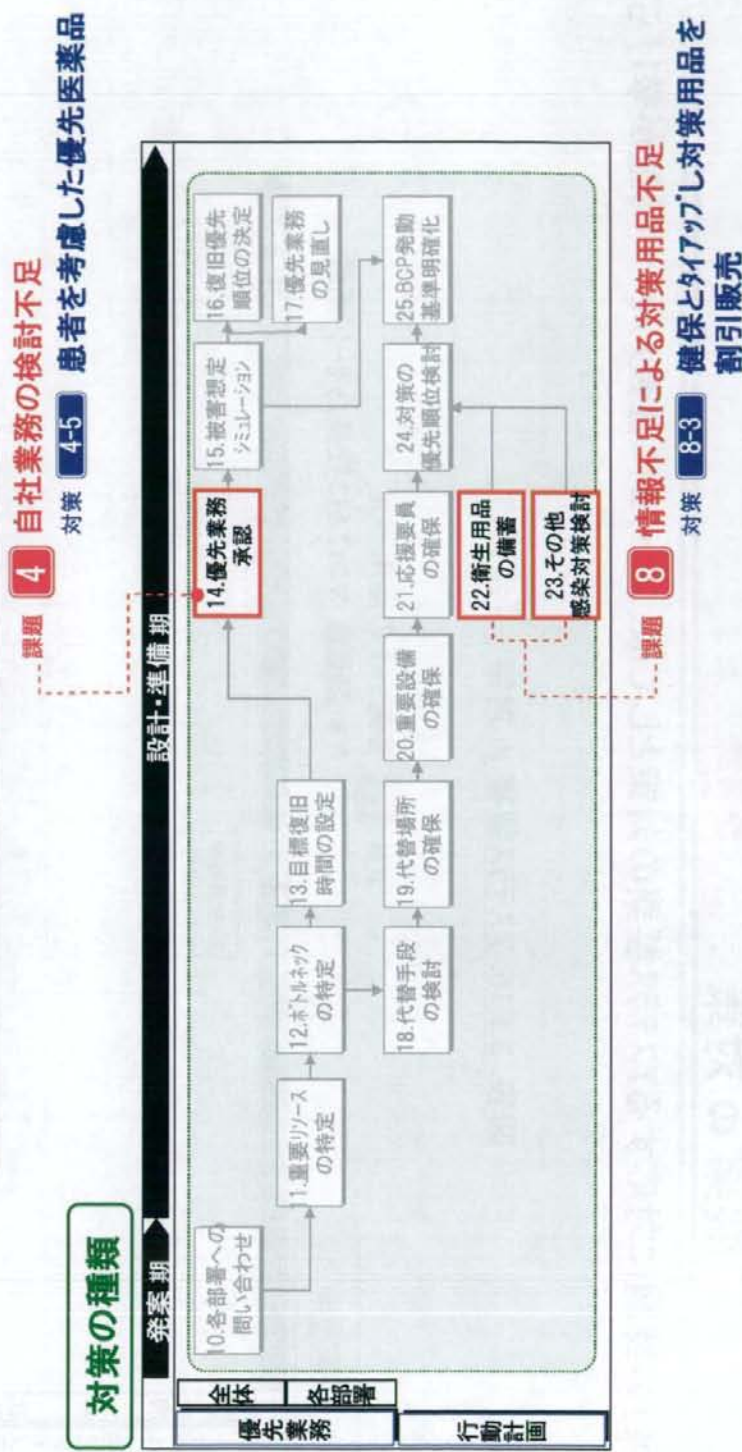 対策の種類
課題 4 自社業務の検討不足
対策 4-5 患者を考慮した優先医薬品
発案期
設計・準備期
優先業務
全体
各部署
行動計画
10.各部署への
問い合わせ
11.重要リソース
の特定
12.ボトルネック
の特定
13.目標復旧
時間の設定
14.優先業務
承認
15.被害想定
シミュレーション
16.復旧優先
順位の決定
17.優先業務
の見直し
18.代替手段
の検討
19.代替場所
の確保
20.重要設備
の確保
21.応援要員
の確保
22.衛生用品
の備蓄
23.その他
感染対策検討
24.対策の
優先順位検討
25.BCP発動
基準明確化
課題 8 情報不足による対策用品不足
対策 8-3 健保とタイアップし対策用品を
割引販売